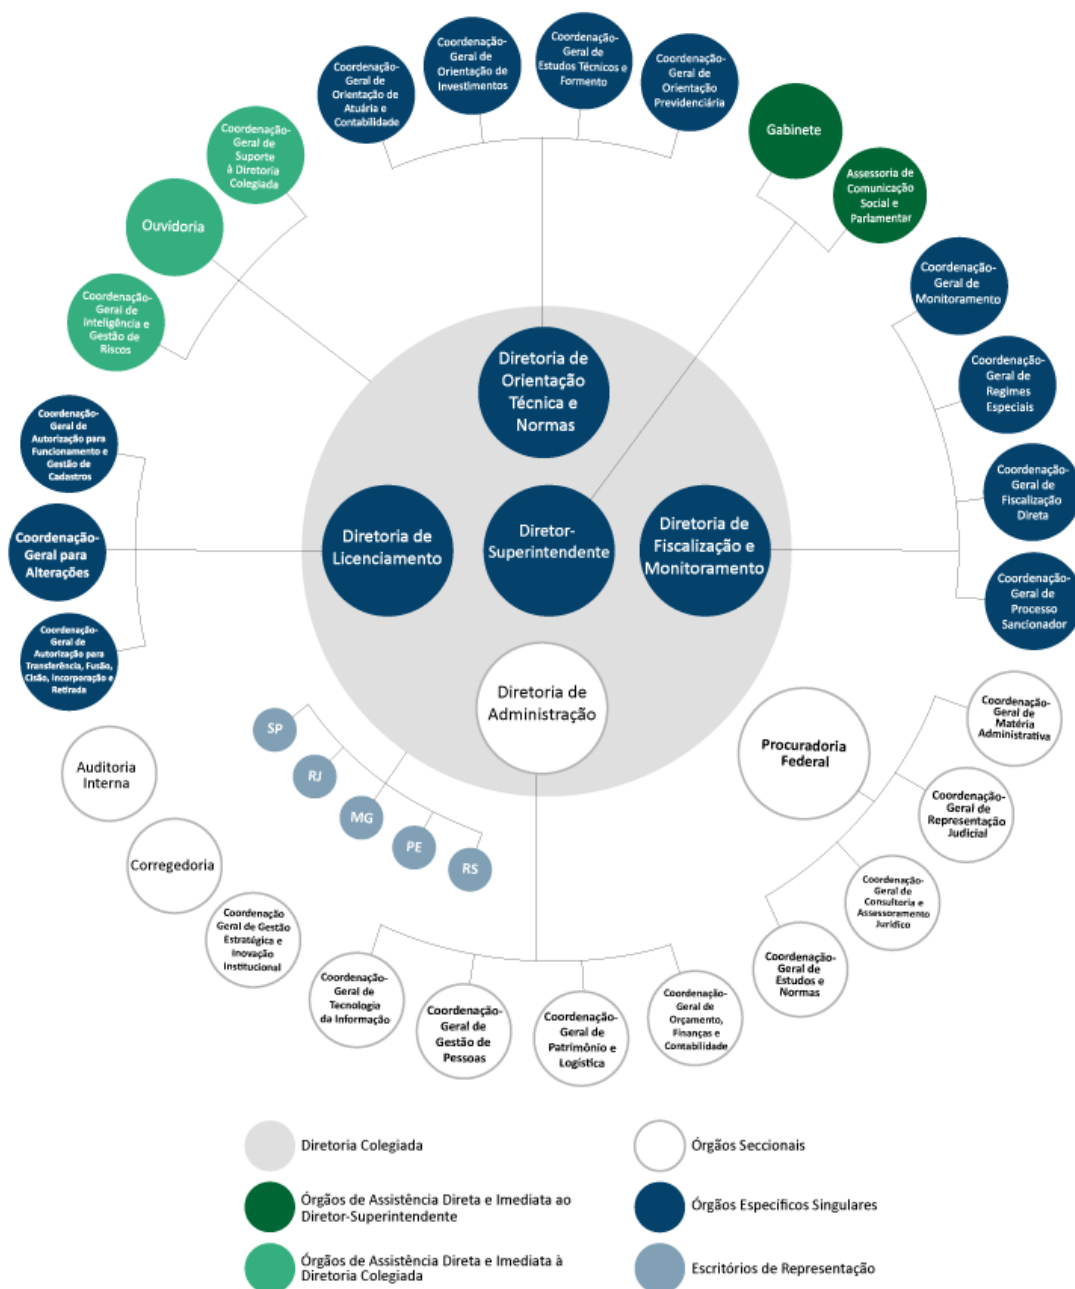 Coordenação-
Geral de
Orientação de
Atuária e
Contabilidade
Coordenação-
Geral de
Orientação de
Investimentos
Coordenação-
Geral de
Estudos Técnicos e
Formento
Coordenação-
Geral de
Orientação
Previdenciária
Gabinete
Assessoria de
Comunicação
Social e
Parlamentar
Coordenação-
Geral de
Suporte
à Diretoria
Colegiada
Ouvidoria
Coordenação-
Geral de
Inteligência e
Gestão de
Riscos
Coordenação-
Geral de
Monitoramento
Coordenação-
Geral de
Regimes
Especiais
Coordenação-
Geral de
Fiscalização
Direta
Coordenação-
Geral de
Processo
Sancionador
Diretoria de
Orientação
Técnica e
Normas
Diretoria de
Licenciamento
Diretor-
Superintendente
Diretoria de
Fiscalização e
Monitoramento
Diretoria de
Administração
Coordenação-
Geral de
Autorização para
Funcionamento e
Gestão de
Cadastros
Coordenação-
Geral para
Alterações
Coordenação-
Geral de
Autorização para
Transferência, Fusão,
Cisão, Incorporação e
Retirada
SP
RJ
MG
PE
RS
Auditoria
Interna
Corregedoria
Coordenação
Geral de Gestão
Estratégica e
Inovação
Institucional
Coordenação-
Geral de
Tecnologia
da Informação
Coordenação-
Geral de
Gestão de
Pessoas
Coordenação-
Geral de
Patrimônio e
Logística
Coordenação-
Geral de
Orçamento,
Finanças e
Contabilidade
Procuradoria
Federal
Coordenação-
Geral de
Matéria
Administrativa
Coordenação-
Geral de
Representação
Judicial
Coordenação-
Geral de
Consultoria e
Assessoramento
Jurídico
Coordenação-
Geral de
Estudos e
Normas
Diretoria Colegiada
Órgãos de Assistência Direta e Imediata ao
Diretor-Superintendente
Órgãos de Assistência Direta e Imediata à
Diretoria Colegiada
Órgãos Seccionais
Órgãos Específicos Singulares
Escritórios de Representação